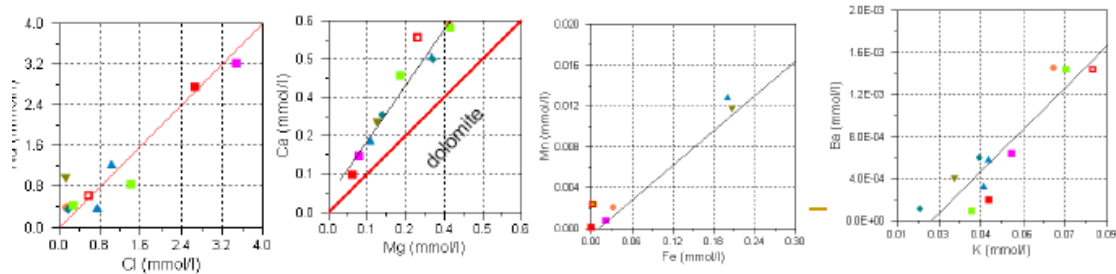 4.0
3.2
2.4
1.6
0.8
0.0
0.0 0.8 1.6 2.4 3.2 4.0
Cl (mmol/l)
0.6
0.5
0.4
0.3
0.2
0.1
0.0
Ca (mmol/l)
dolomite
0.0 0.1 0.2 0.3 0.4 0.5 0.6
Mg (mmol/l)
0.020
0.016
0.012
0.008
0.004
0.000
Mn (mmol/l)
0.00 0.06 0.12 0.18 0.24 0.30
Fe (mmol/l)
2.0E-03
1.6E-03
1.2E-03
8.0E-04
4.0E-04
0.0E+00
Ba (mmol/l)
0.01 0.03 0.04 0.06 0.07 0.09
K (mmol/l)